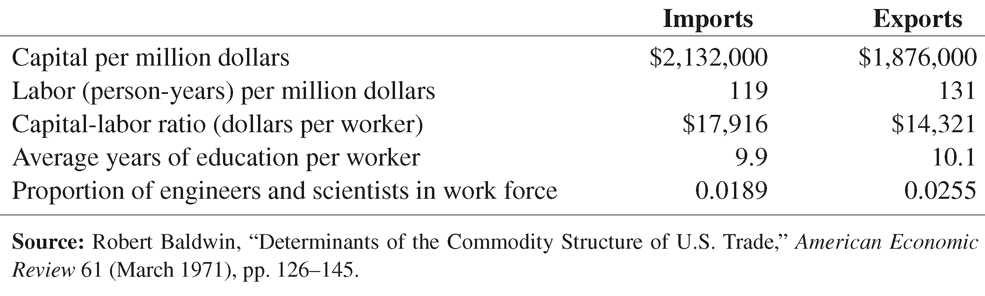 Imports Exports
Capital per million dollars $2,132,000 $1,876,000
Labor (person-years) per million dollars 119 131
Capital-labor ratio (dollars per worker) $17,916 $14,321
Average years of education per worker 9.9 10.1
Proportion of engineers and scientists in work force 0.0189 0.0255
Source: Robert Baldwin, “Determinants of the Commodity Structure of U.S. Trade,” American Economic
Review 61 (March 1971), pp. 126–145.